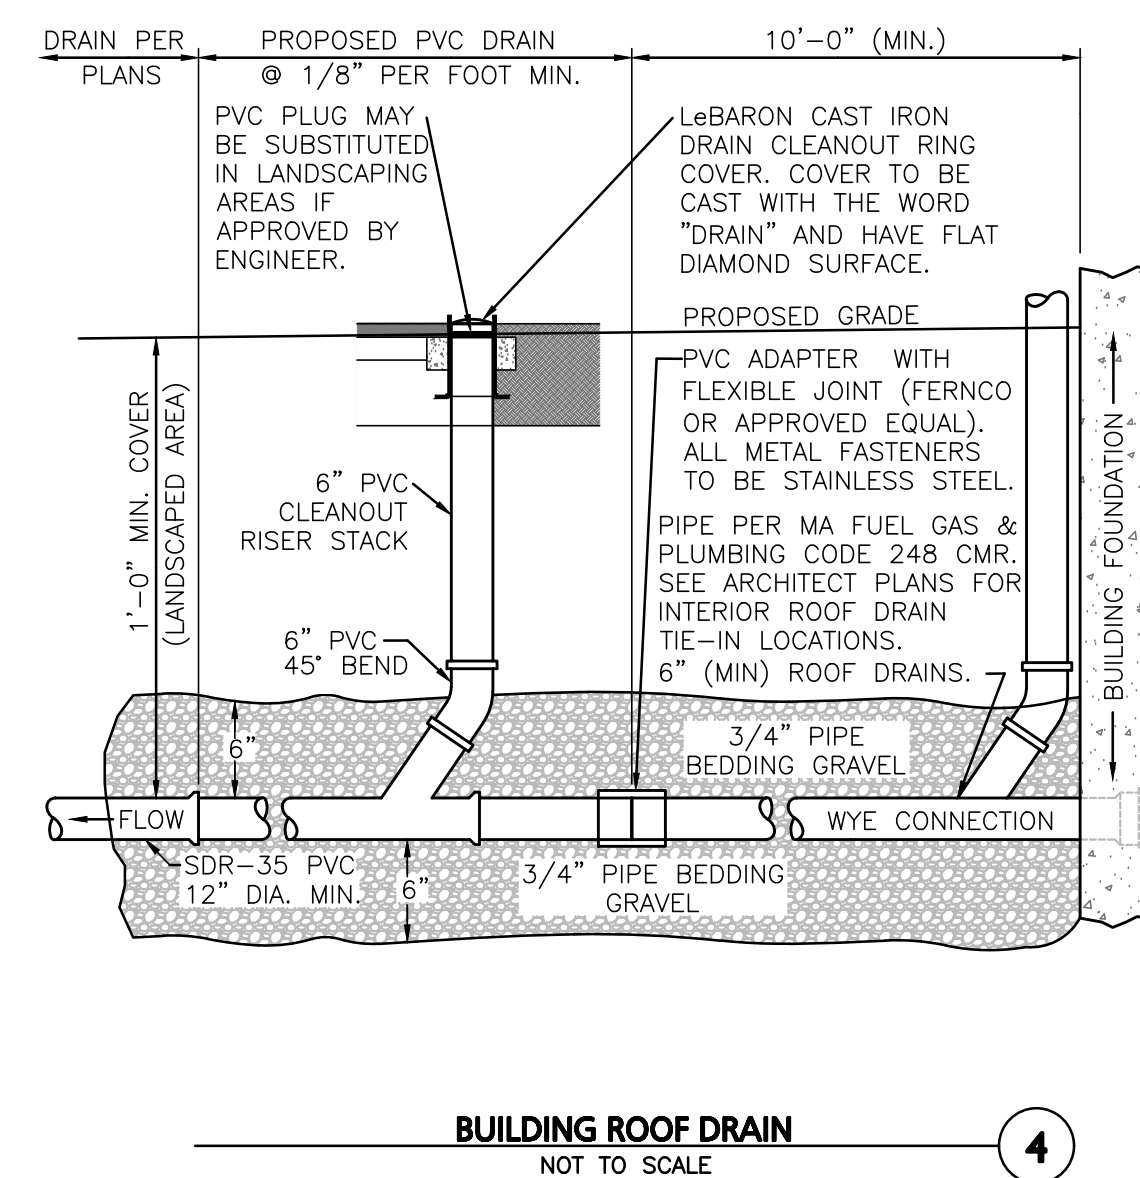 DRAIN PER
PLANS
PROPOSED PVC DRAIN
@ 1/8” PER FOOT MIN.
10’-0” (MIN.)
PVC PLUG MAY
BE SUBSTITUTED
IN LANDSCAPING
AREAS IF
APPROVED BY
ENGINEER.
LeBARON CAST IRON
DRAIN CLEANOUT RING
COVER. COVER TO BE
CAST WITH THE WORD
”DRAIN” AND HAVE FLAT
DIAMOND SURFACE.
PROPOSED GRADE
PVC ADAPTER WITH
FLEXIBLE JOINT (FERNCO
OR APPROVED EQUAL).
ALL METAL FASTENERS
TO BE STAINLESS STEEL.
1’-0” MIN. COVER
(LANDSCAPED AREA)
6” PVC
CLEANOUT
RISER STACK
PIPE PER MA FUEL GAS &
PLUMBING CODE 248 CMR.
SEE ARCHITECT PLANS FOR
INTERIOR ROOF DRAIN
TIE-IN LOCATIONS.
6” (MIN) ROOF DRAINS.
BUILDING FOUNDATION
6” PVC
45° BEND
6”
3/4” PIPE
BEDDING GRAVEL
FLOW
WYE CONNECTION
SDR-35 PVC
12” DIA. MIN.
6”
3/4” PIPE BEDDING
GRAVEL
BUILDING ROOF DRAIN
NOT TO SCALE
4